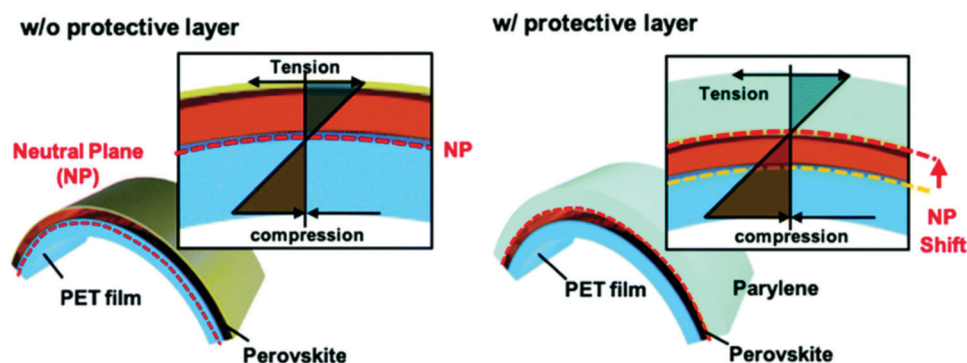 w/o protective layer
Tension
Neutral Plane
(NP)
NP
compression
PET film
Perovskite
w/ protective layer
Tension
NP
Shift
compression
PET film
Parylene
Perovskite